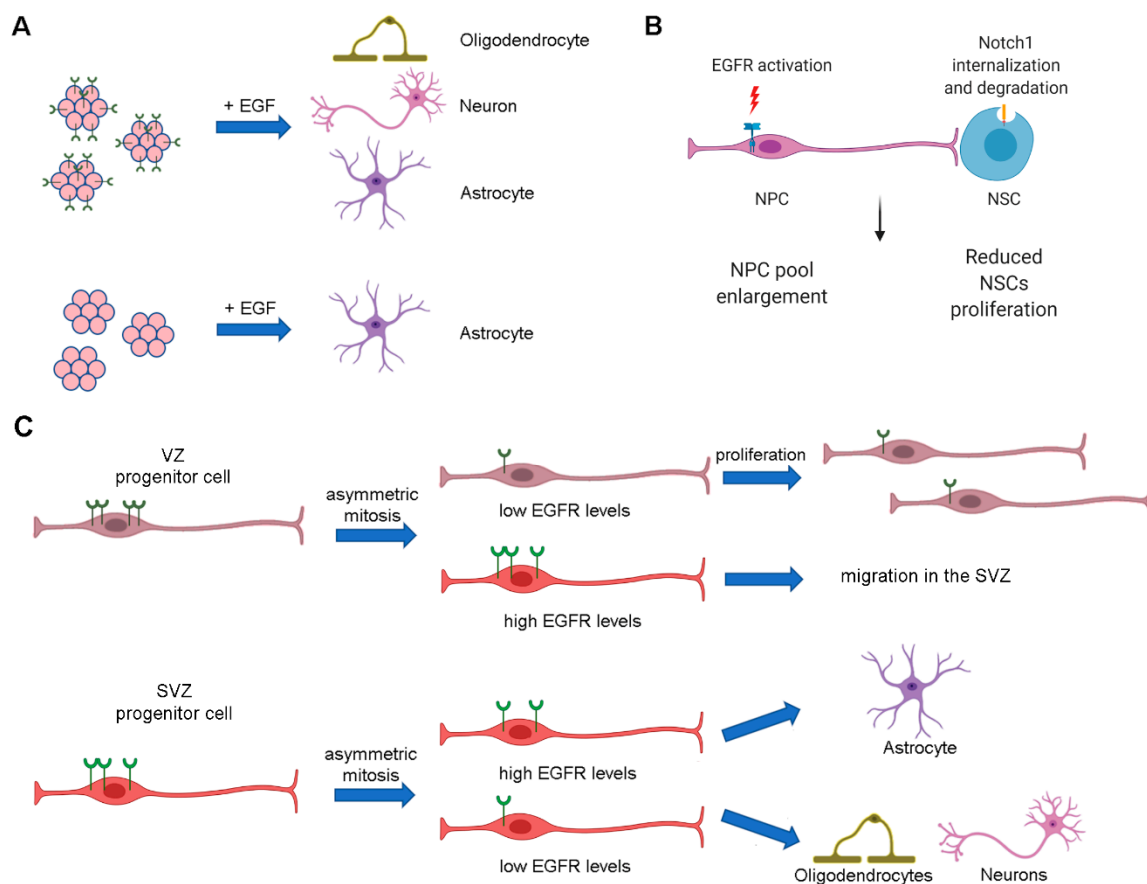 A
+ EGF
Oligodendrocyte
Neuron
Astrocyte
+ EGF
Astrocyte
B
EGFR activation
Notch1
internalization
and degradation
NPC
NSC
NPC pool
enlargement
Reduced
NSCs
proliferation
C
VZ
progenitor cell
asymmetric
mitosis
low EGFR levels
proliferation
high EGFR levels
migration in the SVZ
SVZ
progenitor cell
asymmetric
mitosis
high EGFR levels
Astrocyte
low EGFR levels
Oligodendrocytes
Neurons